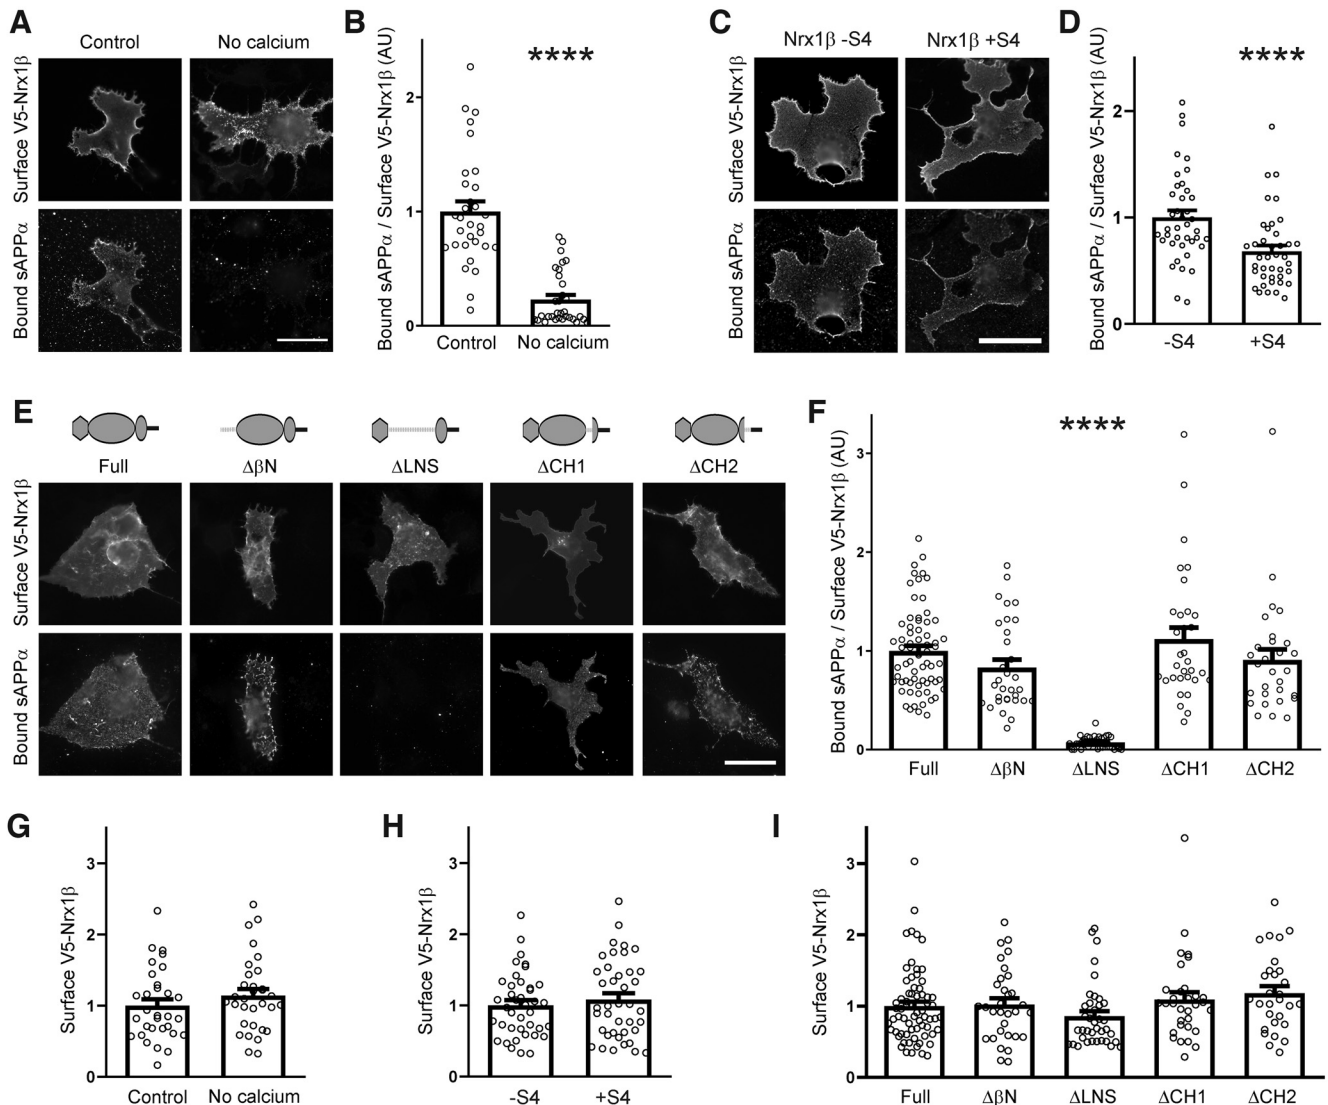 A
Control
No calcium
Surface V5-Nrx1β
Bound sAPPα
B
****
Bound sAPPα / Surface V5-Nrx1β (AU)
2
1
0
Control
No calcium
C
Nrx1β -S4
Nrx1β +S4
Surface V5-Nrx1β
Bound sAPPα
D
****
Bound sAPPα / Surface V5-Nrx1β (AU)
2
1
0
-S4
+S4
E
Full
ΔβN
ΔLNS
ΔCH1
ΔCH2
Surface V5-Nrx1β
Bound sAPPα
F
****
Bound sAPPα / Surface V5-Nrx1β (AU)
3
2
1
0
Full
ΔβN
ΔLNS
ΔCH1
ΔCH2
G
Surface V5-Nrx1β
3
2
1
0
Control
No calcium
H
Surface V5-Nrx1β
3
2
1
0
-S4
+S4
I
Surface V5-Nrx1β
3
2
1
0
Full
ΔβN
ΔLNS
ΔCH1
ΔCH2